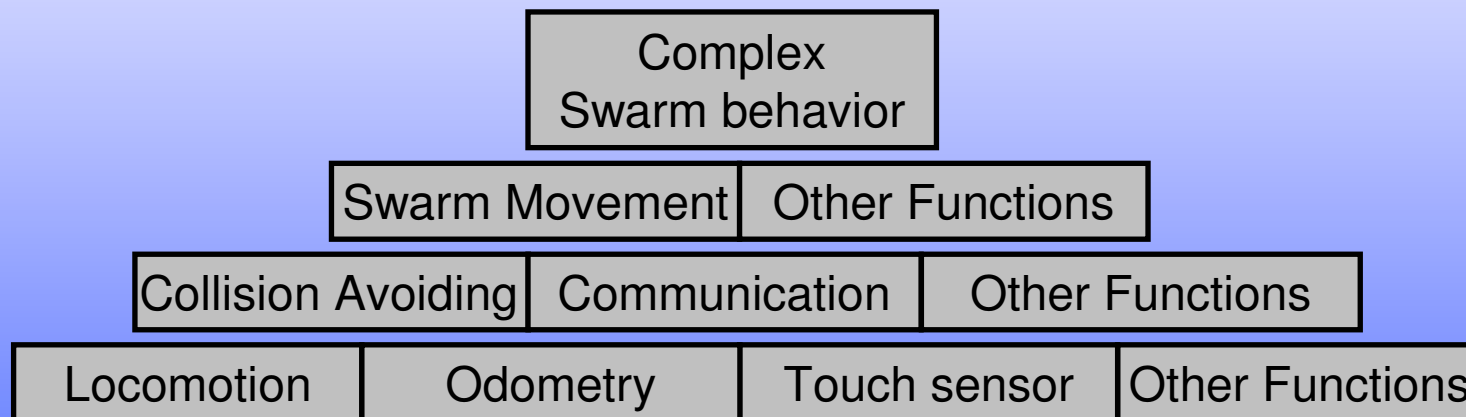 Complex
Swarm behavior
Swarm Movement Other Functions
Collision Avoiding Communication Other Functions
Locomotion Odometry Touch sensor Other Functions